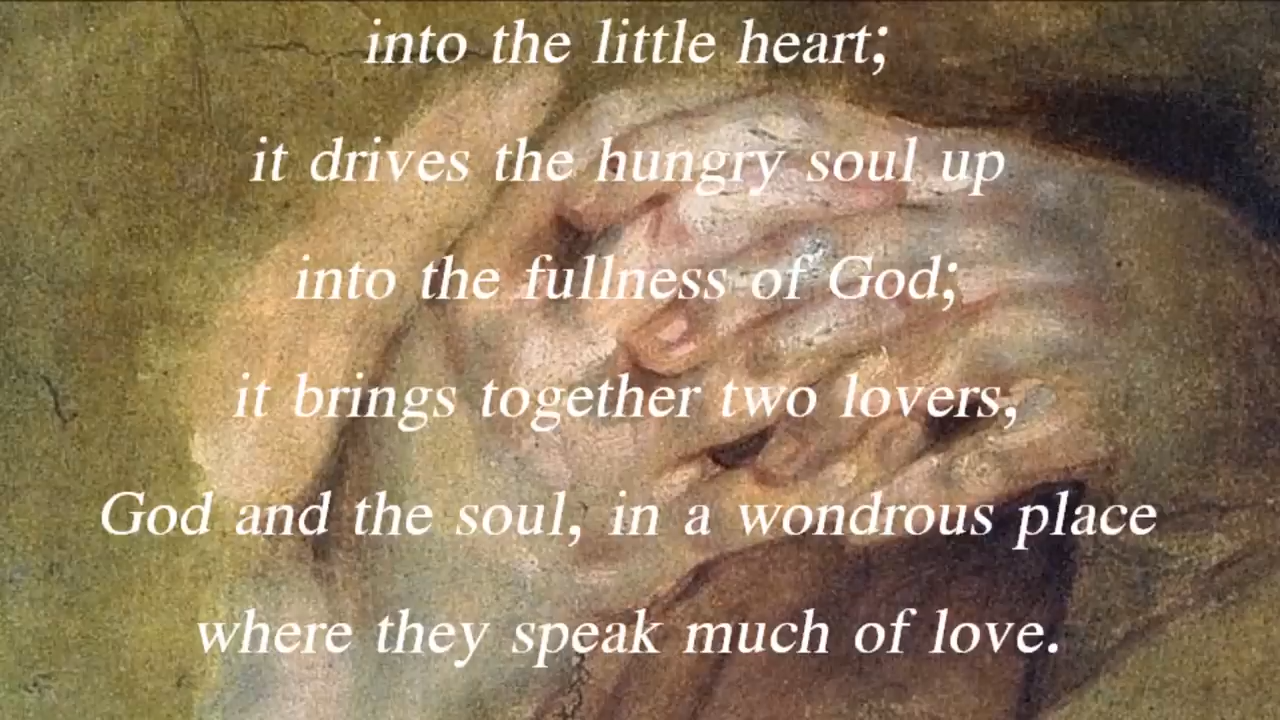 into the little heart;
it drives the hungry soul up
into the fullness of God;
it brings together two lovers,
God and the soul, in a wondrous place
where they speak much of love.